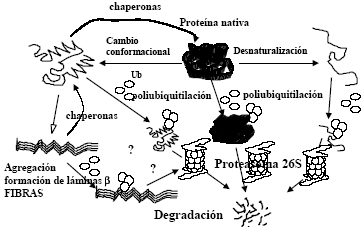 chaperonas
Proteína nativa
Cambio
conformacional
Desnaturalización
Ub
poliubiquitilación
poliubiquitilación
chaperonas
?
?
Proteasoma 26S
Agregación
formación de láminas β
FIBRAS
Degradación